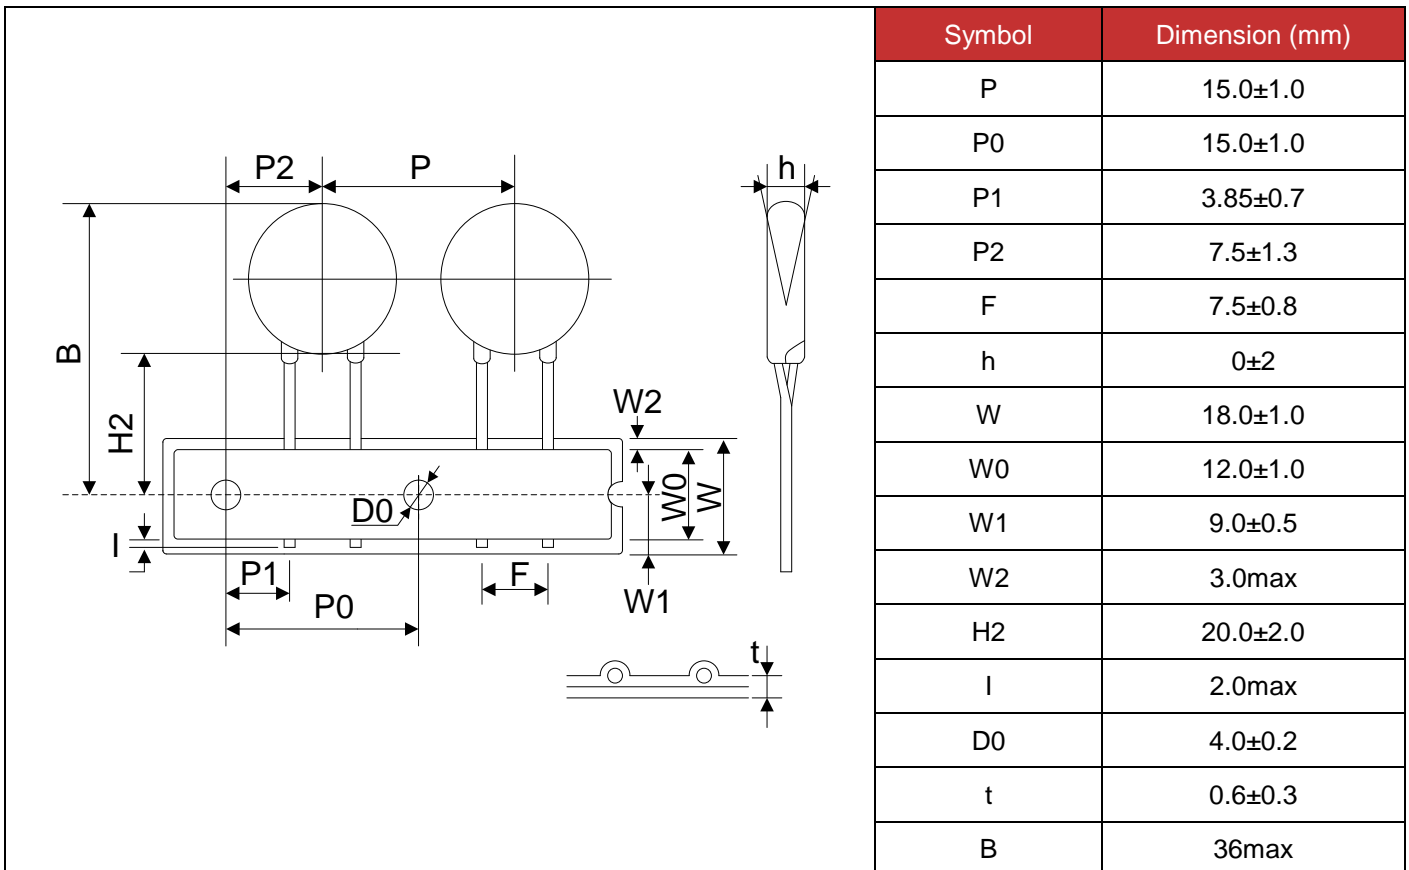 Symbol Dimension (mm)
P 15.0±1.0
P0 15.0±1.0
P1 3.85±0.7
P2 7.5±1.3
F 7.5±0.8
h 0±2
W 18.0±1.0
W0 12.0±1.0
W1 9.0±0.5
W2 3.0max
H2 20.0±2.0
I 2.0max
D0 4.0±0.2
t 0.6±0.3
B 36max
P2 P h
B
H2
W2
W0 W
D0
I
P1 F
P0 W1
t